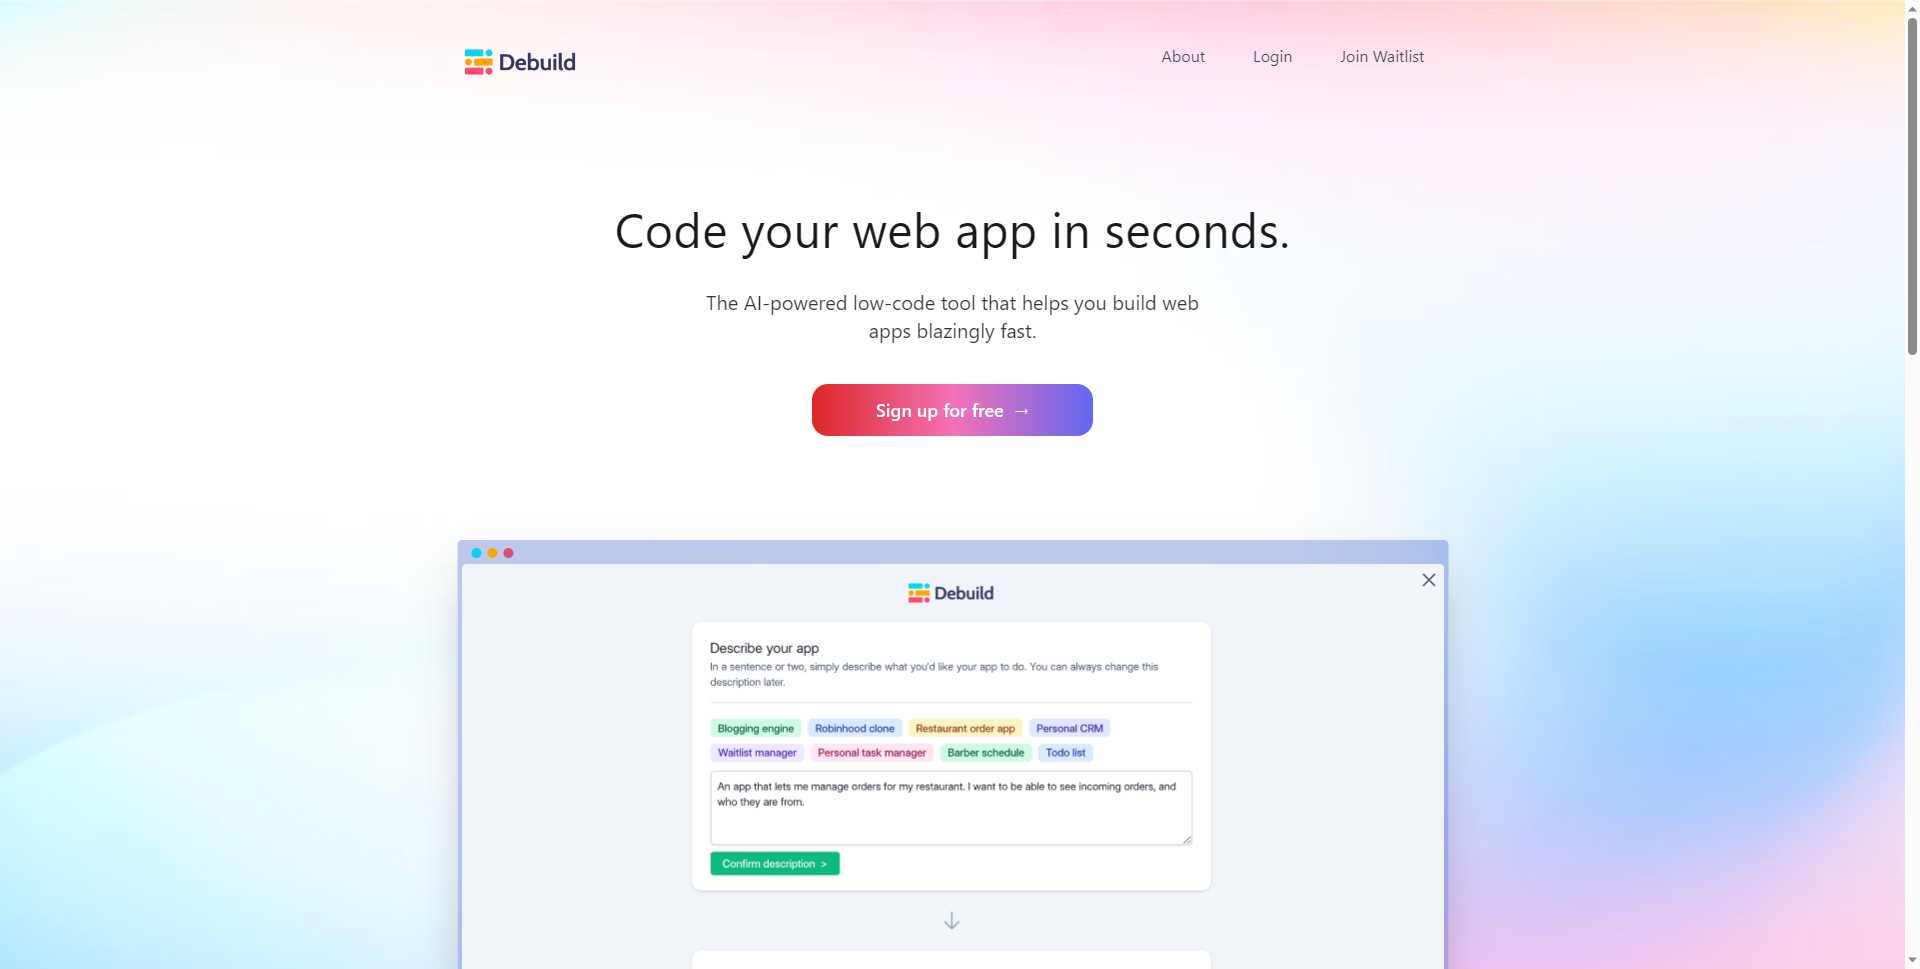 Debuild
About
Login
Join Waitlist
Code your web app in seconds.
The AI-powered low-code tool that helps you build web
apps blazingly fast.
Sign up for free →
Debuild
Describe your app
In a sentence or two, simply describe what you'd like your app to do. You can always change this
description later.
Blogging engine
Robinhood clone
Restaurant order app
Personal CRM
Waitlist manager
Personal task manager
Barber schedule
Todo list
An app that lets me manage orders for my restaurant. I want to be able to see incoming orders, and
who they are from.
Confirm description >